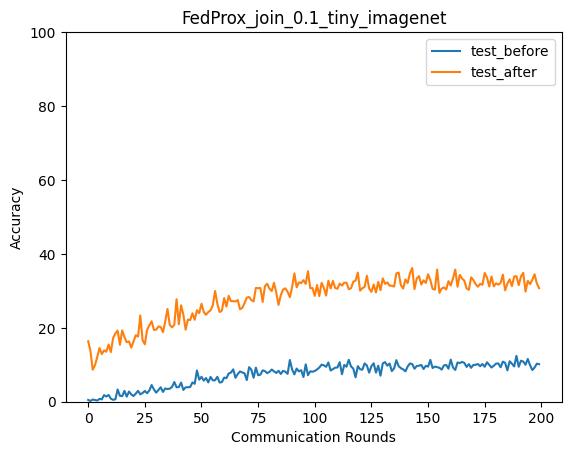 FedProx_join_0.1_tiny_imagenet
100
80
60
40
20
0
Accuracy
test_before
test_after
0 25 50 75 100 125 150 175 200
Communication Rounds